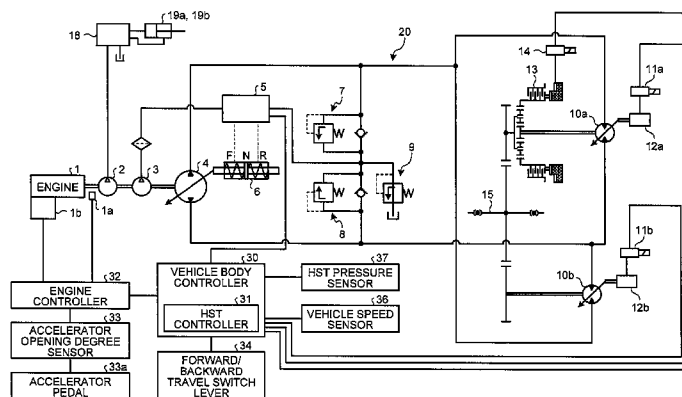 19a, 19b
18
20
14
13
11a
10a
12a
5
7
9
1
2
3
4
F N R
6
ENGINE
1a
1b
8
15
11b
10b
12b
32
ENGINE CONTROLLER
30
VEHICLE BODY CONTROLLER
31
HST CONTROLLER
37
HST PRESSURE SENSOR
36
VEHICLE SPEED SENSOR
33
ACCELERATOR OPENING DEGREE SENSOR
33a
ACCELERATOR PEDAL
34
FORWARD/ BACKWARD TRAVEL SWITCH LEVER